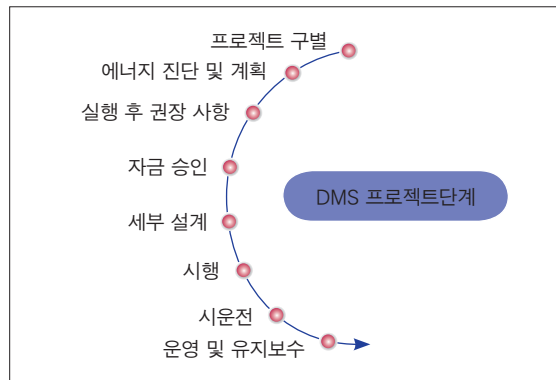 프로젝트 구별
에너지 진단 및 계획
실행 후 권장 사항
자금 승인
DMS 프로젝트단계
세부 설계
시행
시운전
운영 및 유지보수